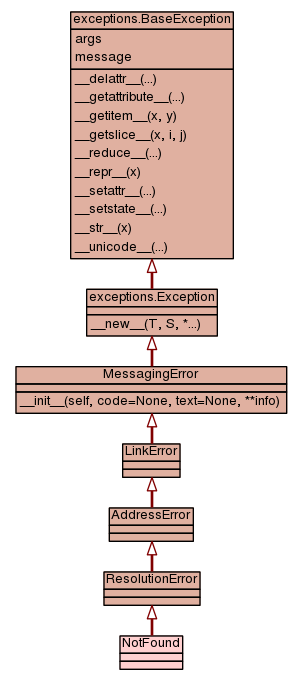 exceptions.BaseException
args
message
__delattr__(...)
__getattribute__(...)
__getitem__(x, y)
__getslice__(x, i, j)
__reduce__(...)
__repr__(x)
__setattr__(...)
__setstate__(...)
__str__(x)
__unicode__(...)
exceptions.Exception
__new__(T, S, *...)
MessagingError
__init__(self, code=None, text=None, **info)
LinkError
AddressError
ResolutionError
NotFound